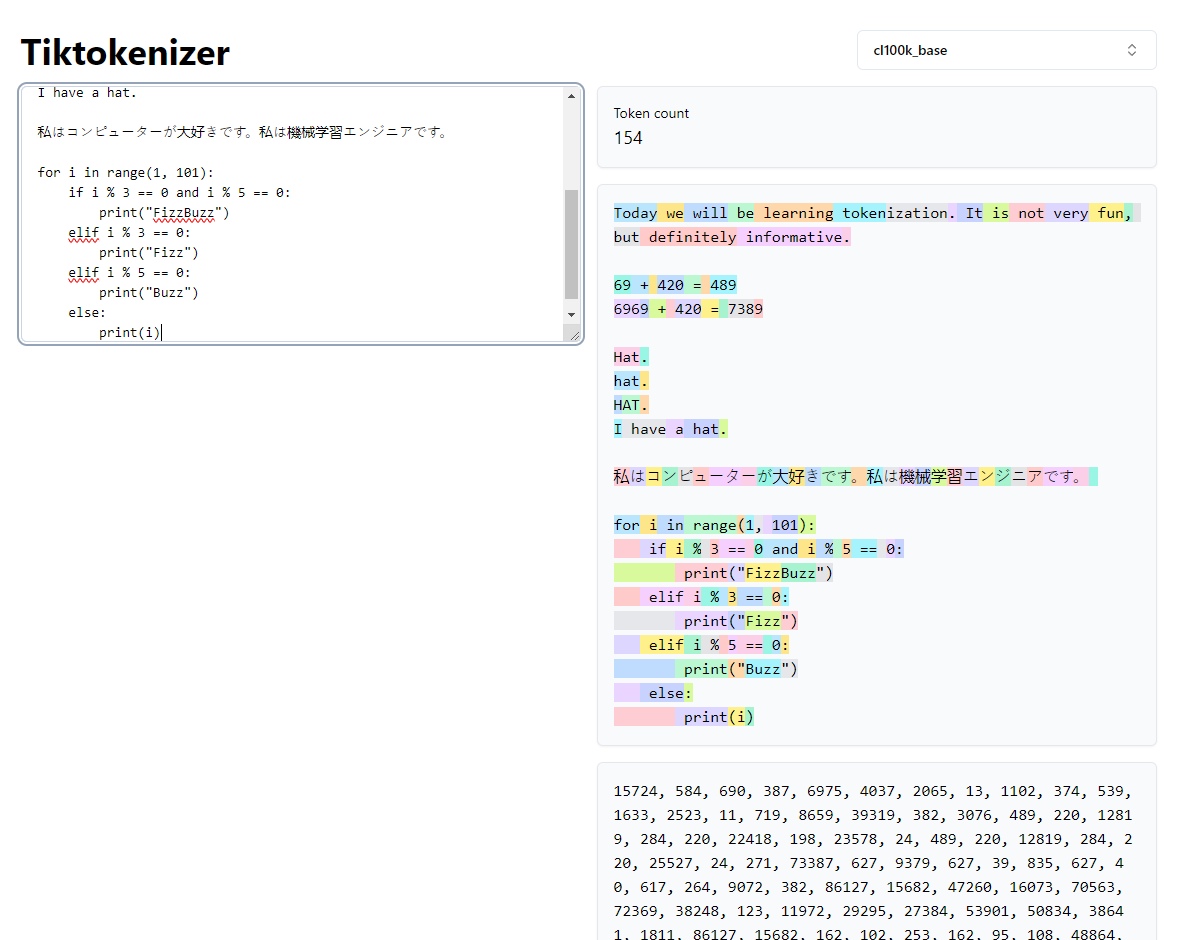 Tiktokenizer
cl100k_base
I have a hat.
私はコンピューターが大好きです。私は機械学習エンジニアです。
for i in range(1, 101):
    if i % 3 == 0 and i % 5 == 0:
        print("FizzBuzz")
    elif i % 3 == 0:
        print("Fizz")
    elif i % 5 == 0:
        print("Buzz")
    else:
        print(i)
Token count
154
Today we will be learning tokenization. It is not very fun,
but definitely informative.
69 + 420 = 489
6969 + 420 = 7389
Hat.
hat.
HAT.
I have a hat.
私はコンピューターが大好きです。私は機械学習エンジニアです。
for i in range(1, 101):
    if i % 3 == 0 and i % 5 == 0:
        print("FizzBuzz")
    elif i % 3 == 0:
        print("Fizz")
    elif i % 5 == 0:
        print("Buzz")
    else:
        print(i)
15724, 584, 690, 387, 6975, 4037, 2065, 13, 1102, 374, 539,
1633, 2523, 11, 719, 8659, 39319, 382, 3076, 489, 220, 1281
9, 284, 220, 22418, 198, 23578, 24, 489, 220, 12819, 284, 2
20, 25527, 24, 271, 73387, 627, 9379, 627, 39, 835, 627, 4
0, 617, 264, 9072, 382, 86127, 15682, 47260, 16073, 70563,
72369, 38248, 123, 11972, 29295, 27384, 53901, 50834, 3864
1, 1811, 86127, 15682, 162, 102, 253, 162, 95, 108, 48864,